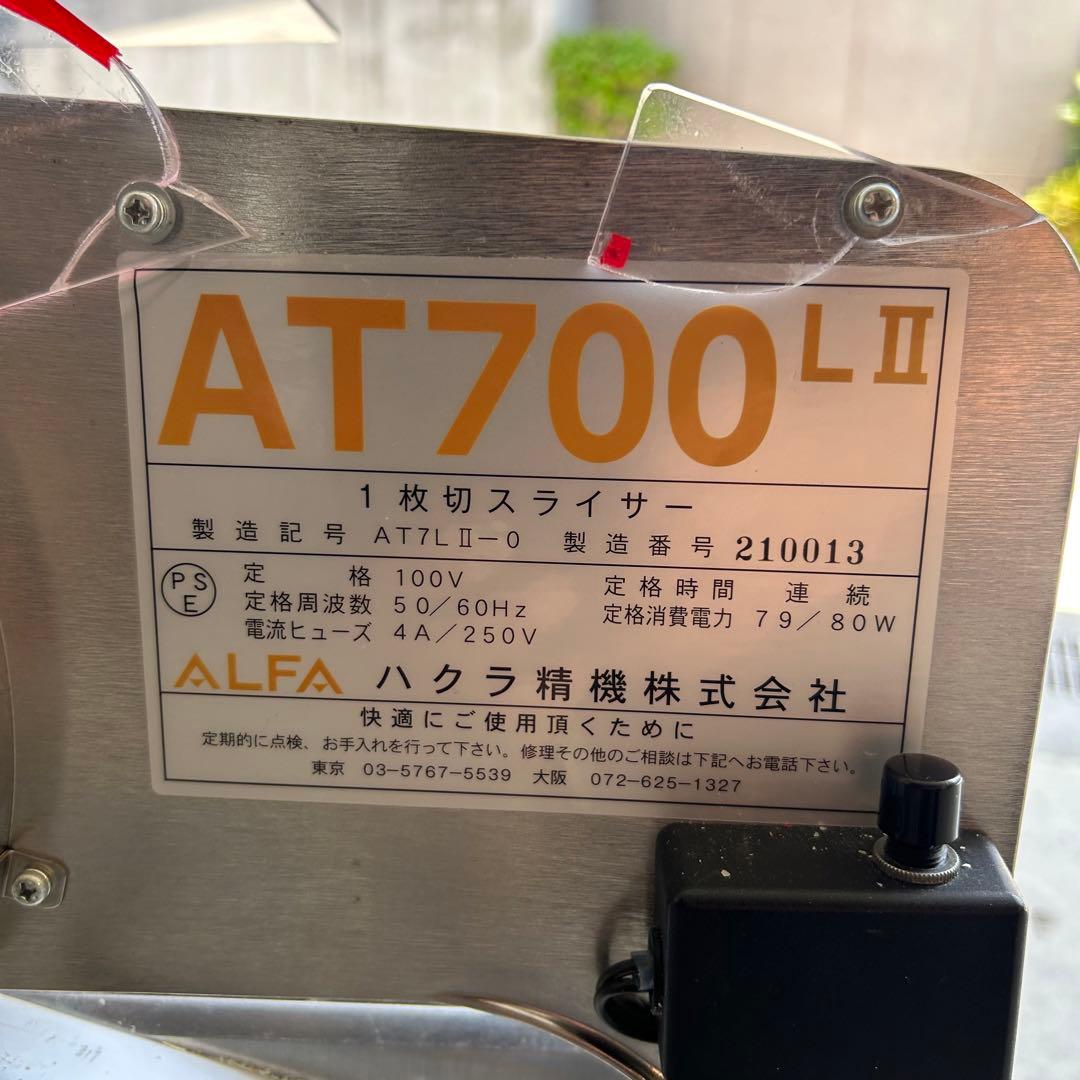 AT700LⅡ
1枚切スライサー
製造記号 AT7LⅡ-0 製造番号 210013
PSE
定格 100V 定格時間 連続
定格周波数 50/60Hz 定格消費電力 79/80W
電流ヒューズ 4A/250V
ALFA ハクラ精機株式会社
快適にご使用頂くために
定期的に点検、お手入れを行って下さい。修理その他のご相談は下記へお電話下さい。
東京 03-5767-5539 大阪 072-625-1327